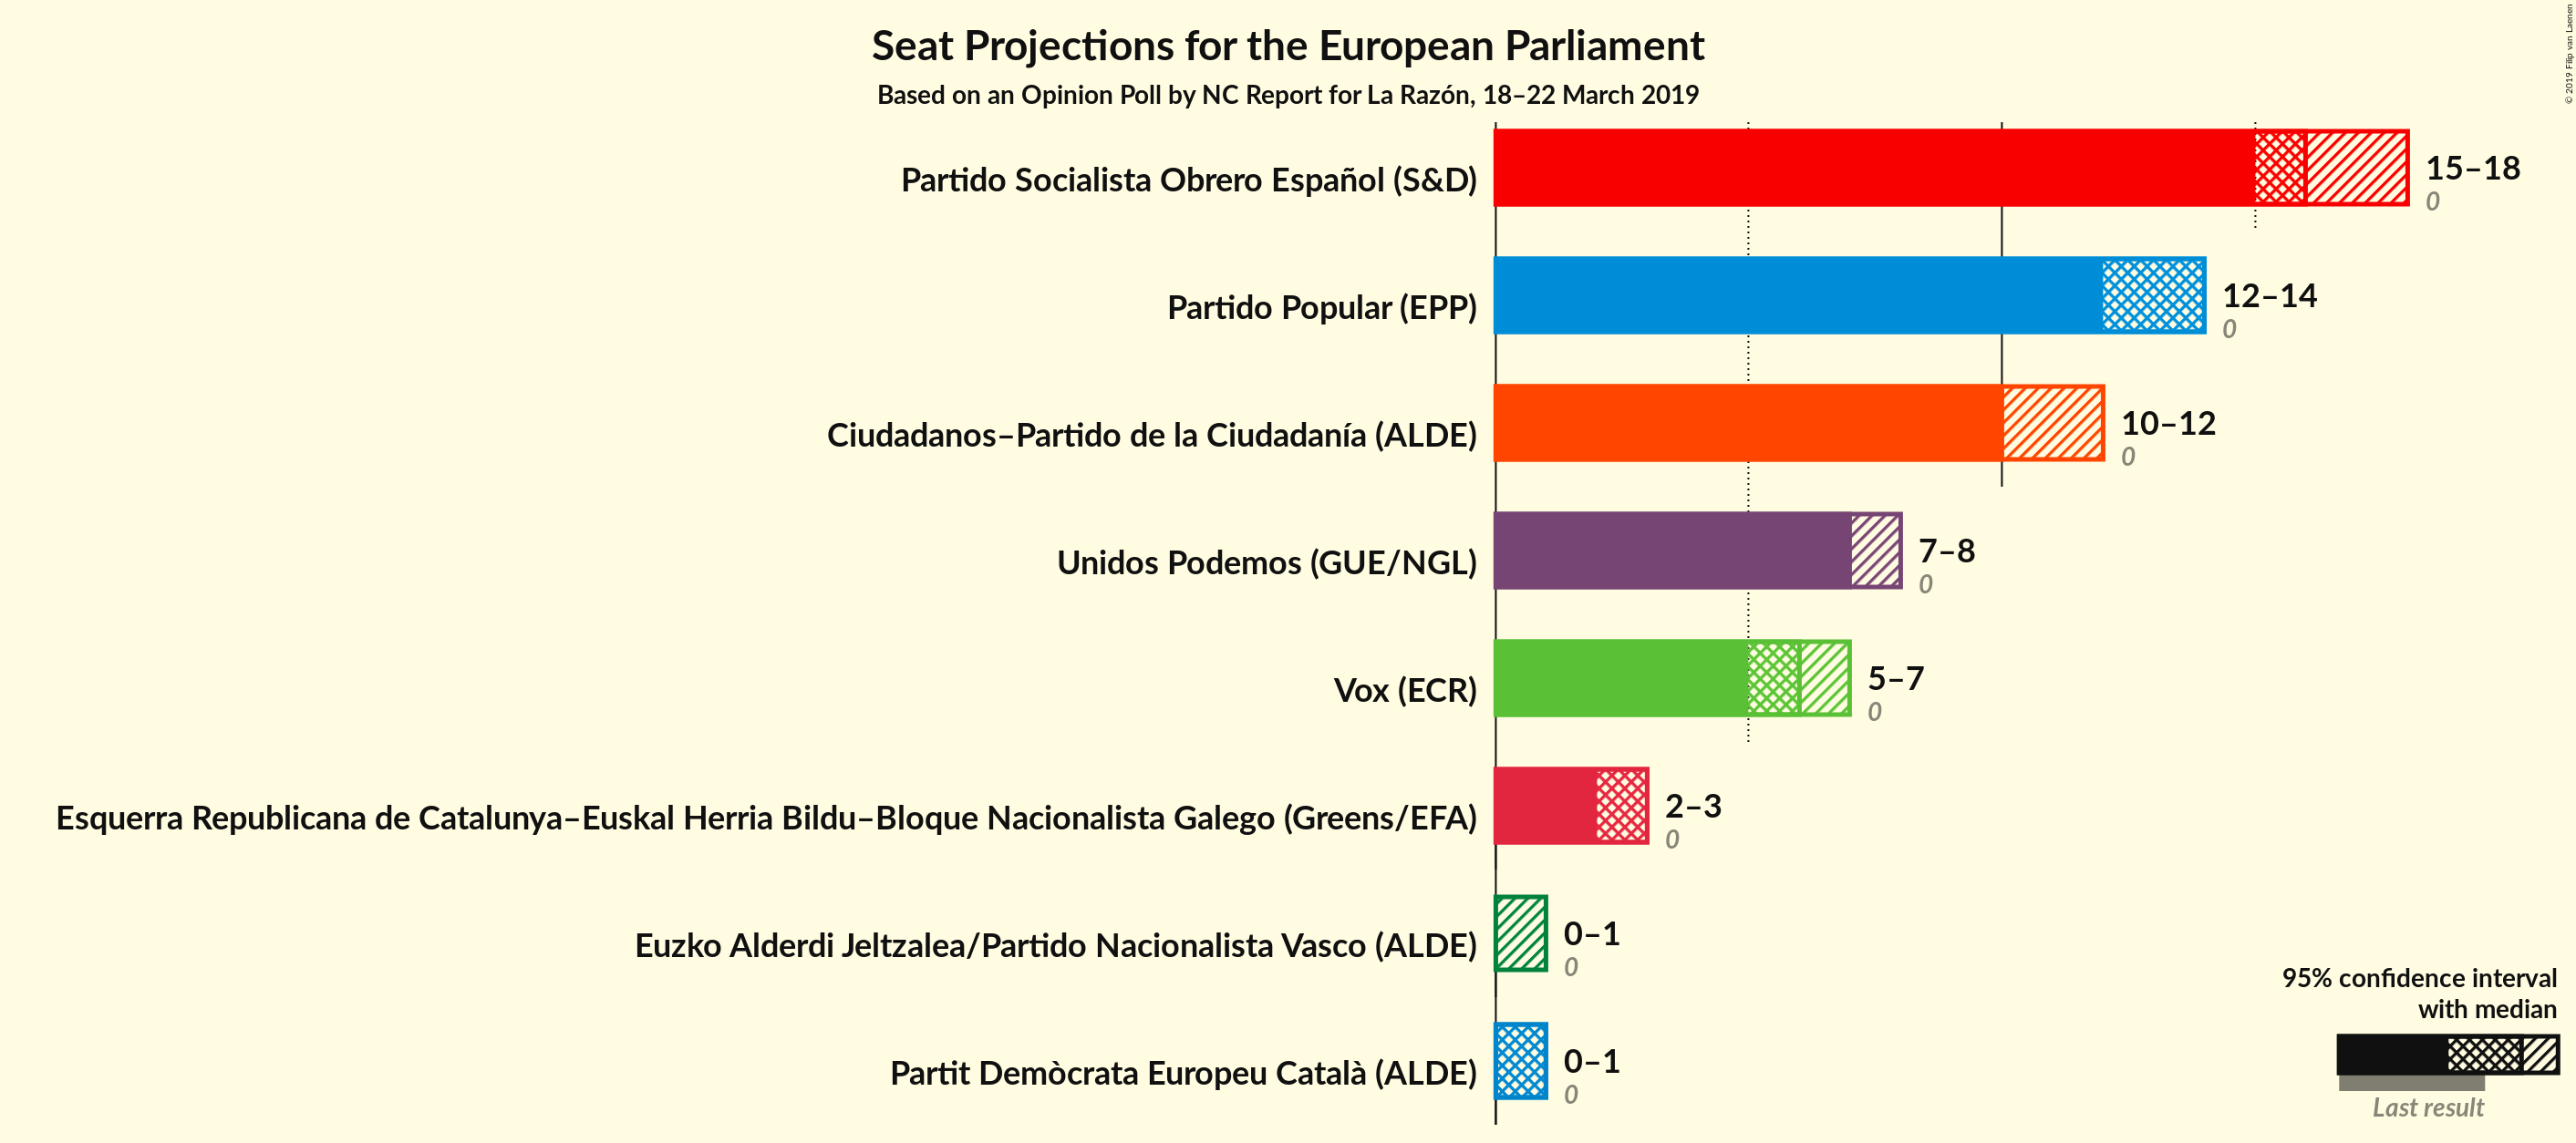 Seat Projections for the European Parliament
Based on an Opinion Poll by NC Report for La Razón, 18–22 March 2019
© 2019 Filip van Laenen
Partido Socialista Obrero Español (S&D)
15–18
0
Partido Popular (EPP)
12–14
0
Ciudadanos–Partido de la Ciudadanía (ALDE)
10–12
0
Unidos Podemos (GUE/NGL)
7–8
0
Vox (ECR)
5–7
0
Esquerra Republicana de Catalunya–Euskal Herria Bildu–Bloque Nacionalista Galego (Greens/EFA)
2–3
0
Euzko Alderdi Jeltzalea/Partido Nacionalista Vasco (ALDE)
0–1
0
Partit Demòcrata Europeu Català (ALDE)
0–1
0
95% confidence interval
with median
Last result